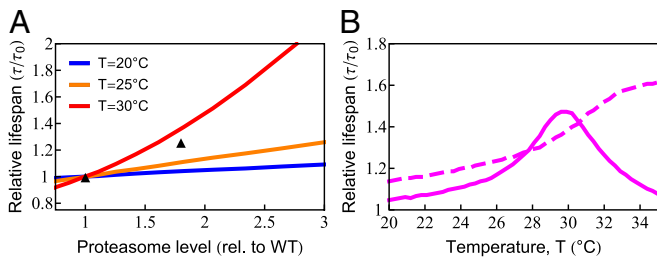 A
Relative lifespan (τ/τ0)
2
1.8
1.6
1.4
1.2
1
0.8
T=20°C
T=25°C
T=30°C
1
1.5
2
2.5
3
Proteasome level (rel. to WT)
B
Relative lifespan (τ/τ0)
1.8
1.6
1.4
1.2
1
20
22
24
26
28
30
32
34
Temperature, T (°C)